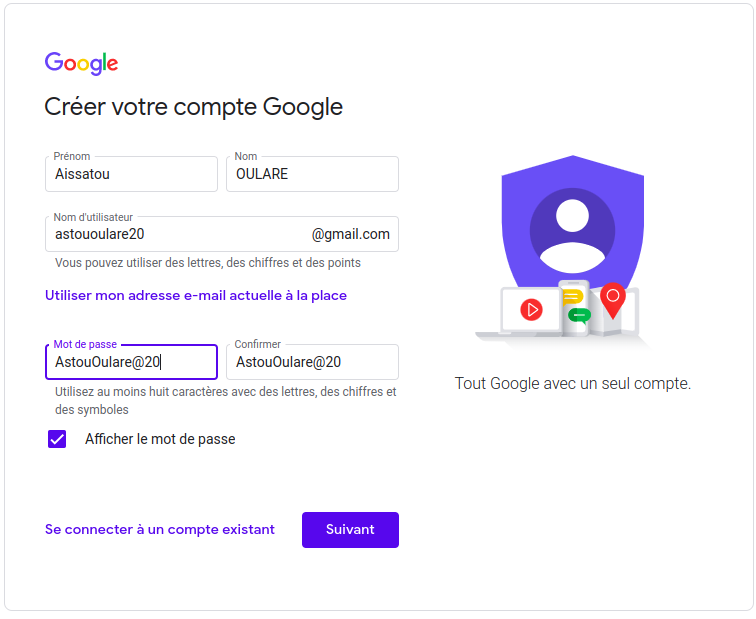 Google
Créer votre compte Google
Prénom
Aissatou
Nom
OULARE
Nom d'utilisateur
astououlare20
@gmail.com
Vous pouvez utiliser des lettres, des chiffres et des points
Utiliser mon adresse e-mail actuelle à la place
Mot de passe
AstouOulare@20
Confirmer
AstouOulare@20
Utilisez au moins huit caractères avec des lettres, des chiffres et
des symboles
Afficher le mot de passe
Se connecter à un compte existant
Suivant
Tout Google avec un seul compte.